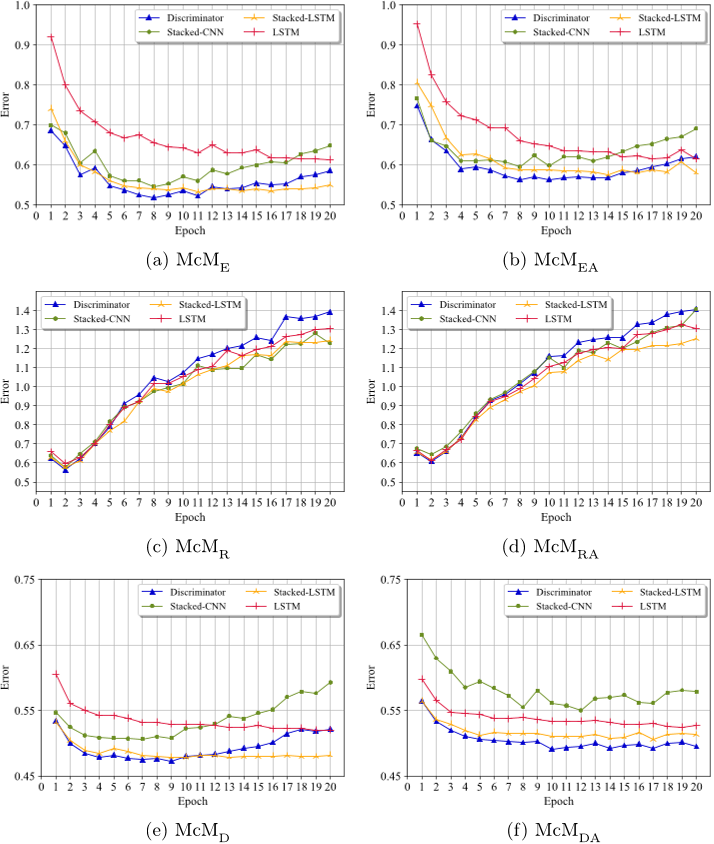 1.0
0.9
0.8
0.7
0.6
0.5
Error
Discriminator
Stacked-CNN
Stacked-LSTM
LSTM
0 1 2 3 4 5 6 7 8 9 10 11 12 13 14 15 16 17 18 19 20
Epoch
(a) McM_E
1.0
0.9
0.8
0.7
0.6
0.5
Error
Discriminator
Stacked-CNN
Stacked-LSTM
LSTM
0 1 2 3 4 5 6 7 8 9 10 11 12 13 14 15 16 17 18 19 20
Epoch
(b) McM_EA
1.4
1.3
1.2
1.1
1.0
0.9
0.8
0.7
0.6
0.5
Error
Discriminator
Stacked-CNN
Stacked-LSTM
LSTM
0 1 2 3 4 5 6 7 8 9 10 11 12 13 14 15 16 17 18 19 20
Epoch
(c) McM_R
1.4
1.3
1.2
1.1
1.0
0.9
0.8
0.7
0.6
0.5
Error
Discriminator
Stacked-CNN
Stacked-LSTM
LSTM
0 1 2 3 4 5 6 7 8 9 10 11 12 13 14 15 16 17 18 19 20
Epoch
(d) McM_RA
0.75
0.65
0.55
0.45
Error
Discriminator
Stacked-CNN
Stacked-LSTM
LSTM
0 1 2 3 4 5 6 7 8 9 10 11 12 13 14 15 16 17 18 19 20
Epoch
(e) McM_D
0.75
0.65
0.55
0.45
Error
Discriminator
Stacked-CNN
Stacked-LSTM
LSTM
0 1 2 3 4 5 6 7 8 9 10 11 12 13 14 15 16 17 18 19 20
Epoch
(f) McM_DA